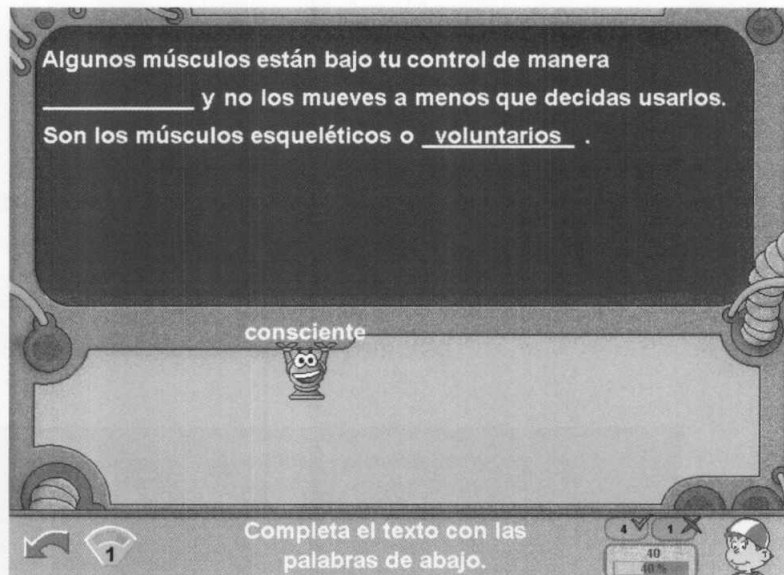 Algunos músculos están bajo tu control de manera
____________ y no los mueves a menos que decidas usarlos.
Son los músculos esqueléticos o voluntarios .
consciente
Completa el texto con las
palabras de abajo.
1
4 1
40
40 %